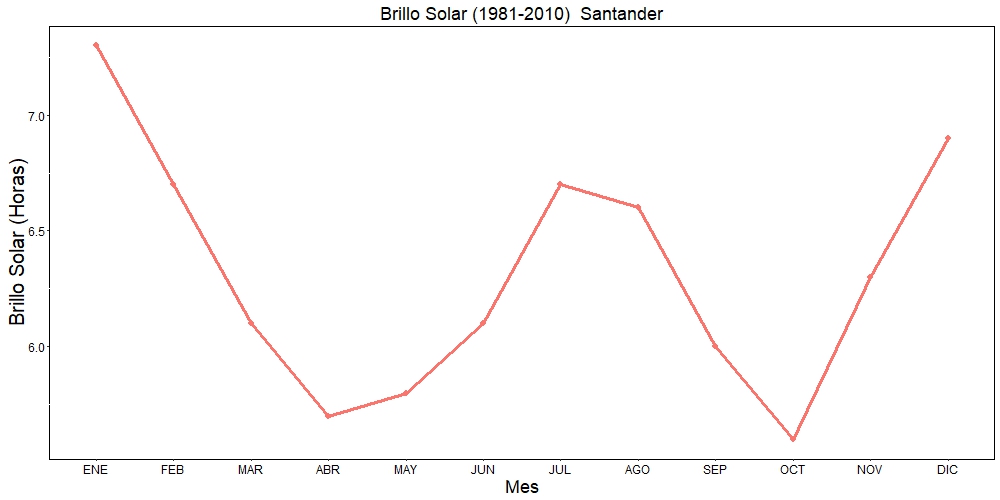 Brillo Solar (1981-2010)  Santander
Brillo Solar (Horas)
7.0
6.5
6.0
ENE FEB MAR ABR MAY JUN JUL AGO SEP OCT NOV DIC
Mes